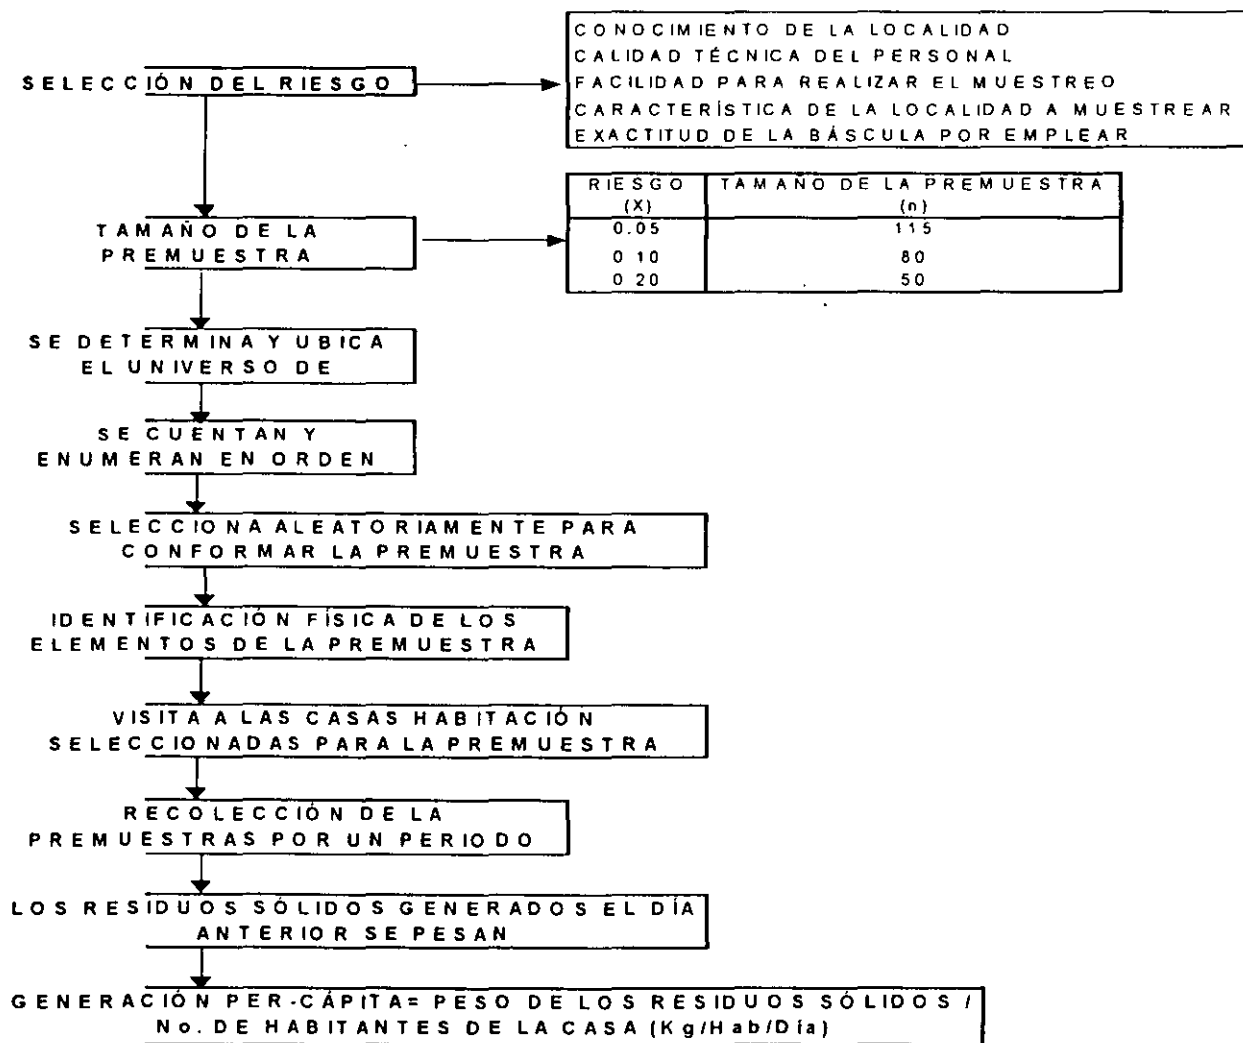 SELECCIÓN DEL RIESGO
CONOCIMIENTO DE LA LOCALIDAD
CALIDAD TÉCNICA DEL PERSONAL
FACILIDAD PARA REALIZAR EL MUESTREO
CARACTERÍSTICA DE LA LOCALIDAD A MUESTREAR
EXACTITUD DE LA BÁSCULA POR EMPLEAR
TAMAÑO DE LA
PREMUESTRA
RIESGO TAMAÑO DE LA PREMUESTRA
(X) (n)
0.05 115
0 10 80
0 20 50
SE DETERMINA Y UBICA
EL UNIVERSO DE
SE CUENTAN Y
ENUMERAN EN ORDEN
SELECCIONA ALEATORIAMENTE PARA
CONFORMAR LA PREMUESTRA
IDENTIFICACIÓN FÍSICA DE LOS
ELEMENTOS DE LA PREMUESTRA
VISITA A LAS CASAS HABITACIÓN
SELECCIONADAS PARA LA PREMUESTRA
RECOLECCIÓN DE LA
PREMUESTRAS POR UN PERIODO
LOS RESIDUOS SÓLIDOS GENERADOS EL DÍA
ANTERIOR SE PESAN
GENERACIÓN PER-CÁPITA= PESO DE LOS RESIDUOS SÓLIDOS /
No. DE HABITANTES DE LA CASA (Kg/Hab/Día)